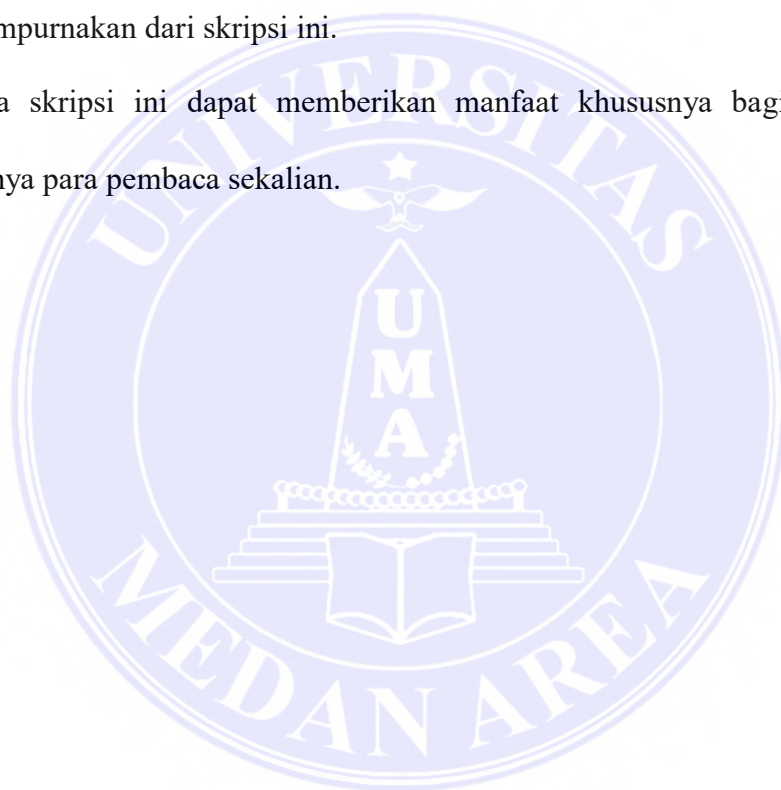 mpurnakan dari skripsi ini.
a skripsi ini dapat memberikan manfaat khususnya bagi
nya para pembaca sekalian.
UNIVERSITAS
U
M
A
MEDAN AREA